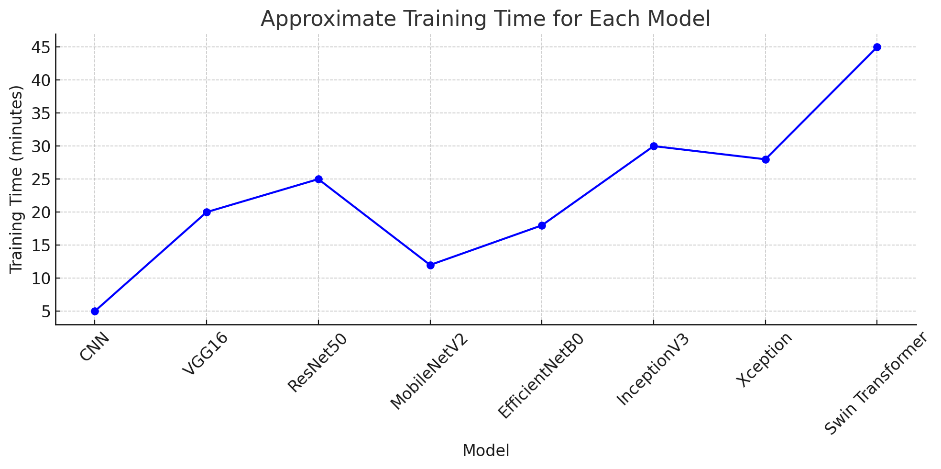 Approximate Training Time for Each Model
Training Time (minutes)
45
40
35
30
25
20
15
10
5
CNN
VGG16
ResNet50
MobileNetV2
EfficientNetB0
InceptionV3
Xception
Swin Transformer
Model